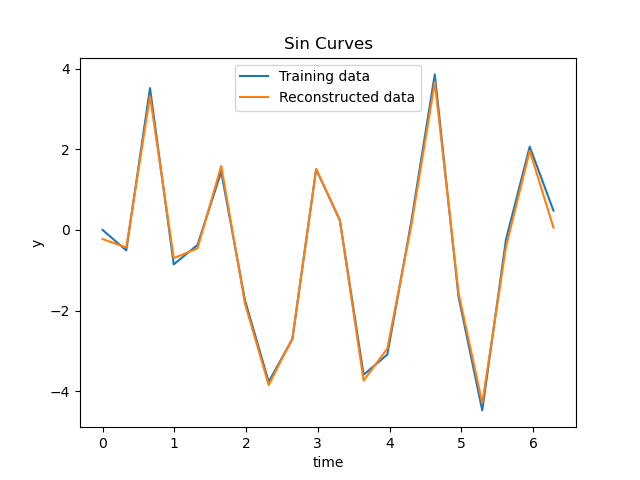 Sin Curves
Training data
Reconstructed data
4
2
0
−2
−4
y
0 1 2 3 4 5 6
time